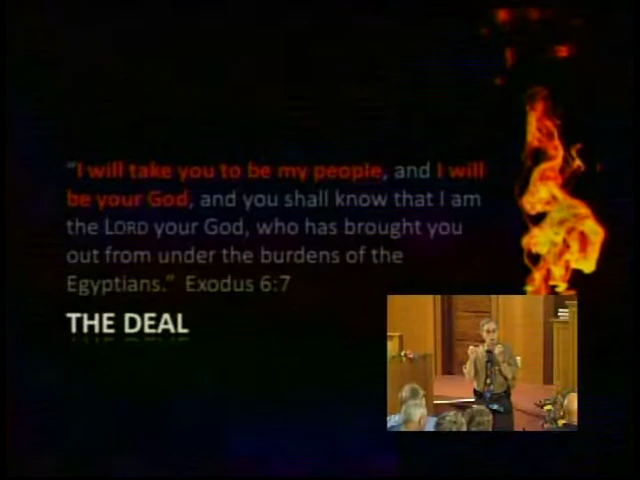 "I will take you to be my people, and I will
be your God, and you shall know that I am
the LORD your God, who has brought you
out from under the burdens of the
Egyptians." Exodus 6:7
THE DEAL